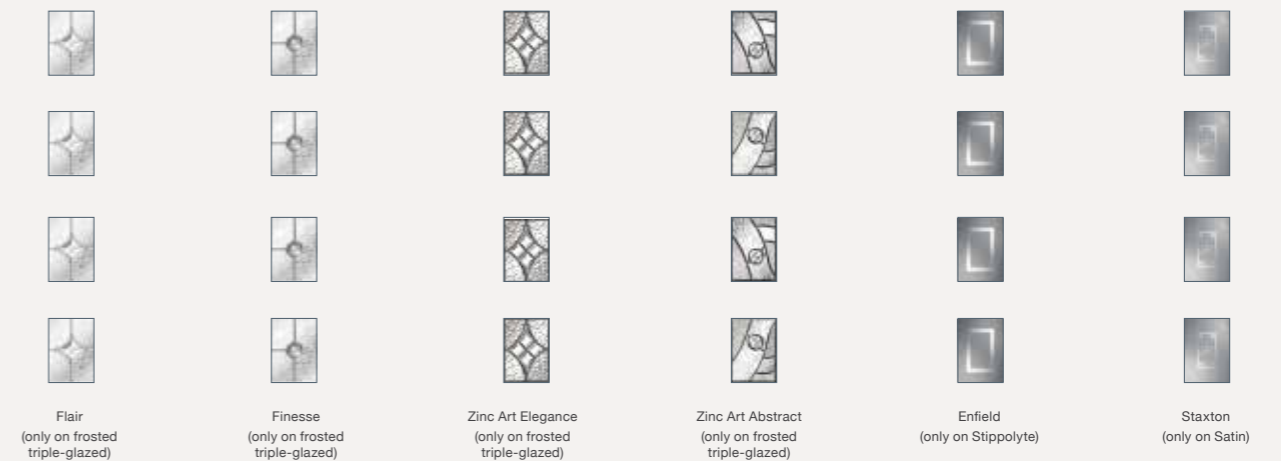 Flair
(only on frosted
triple-glazed)
Finesse
(only on frosted
triple-glazed)
Zinc Art Elegance
(only on frosted
triple-glazed)
Zinc Art Abstract
(only on frosted
triple-glazed)
Enfield
(only on Stippolyte)
Staxton
(only on Satin)